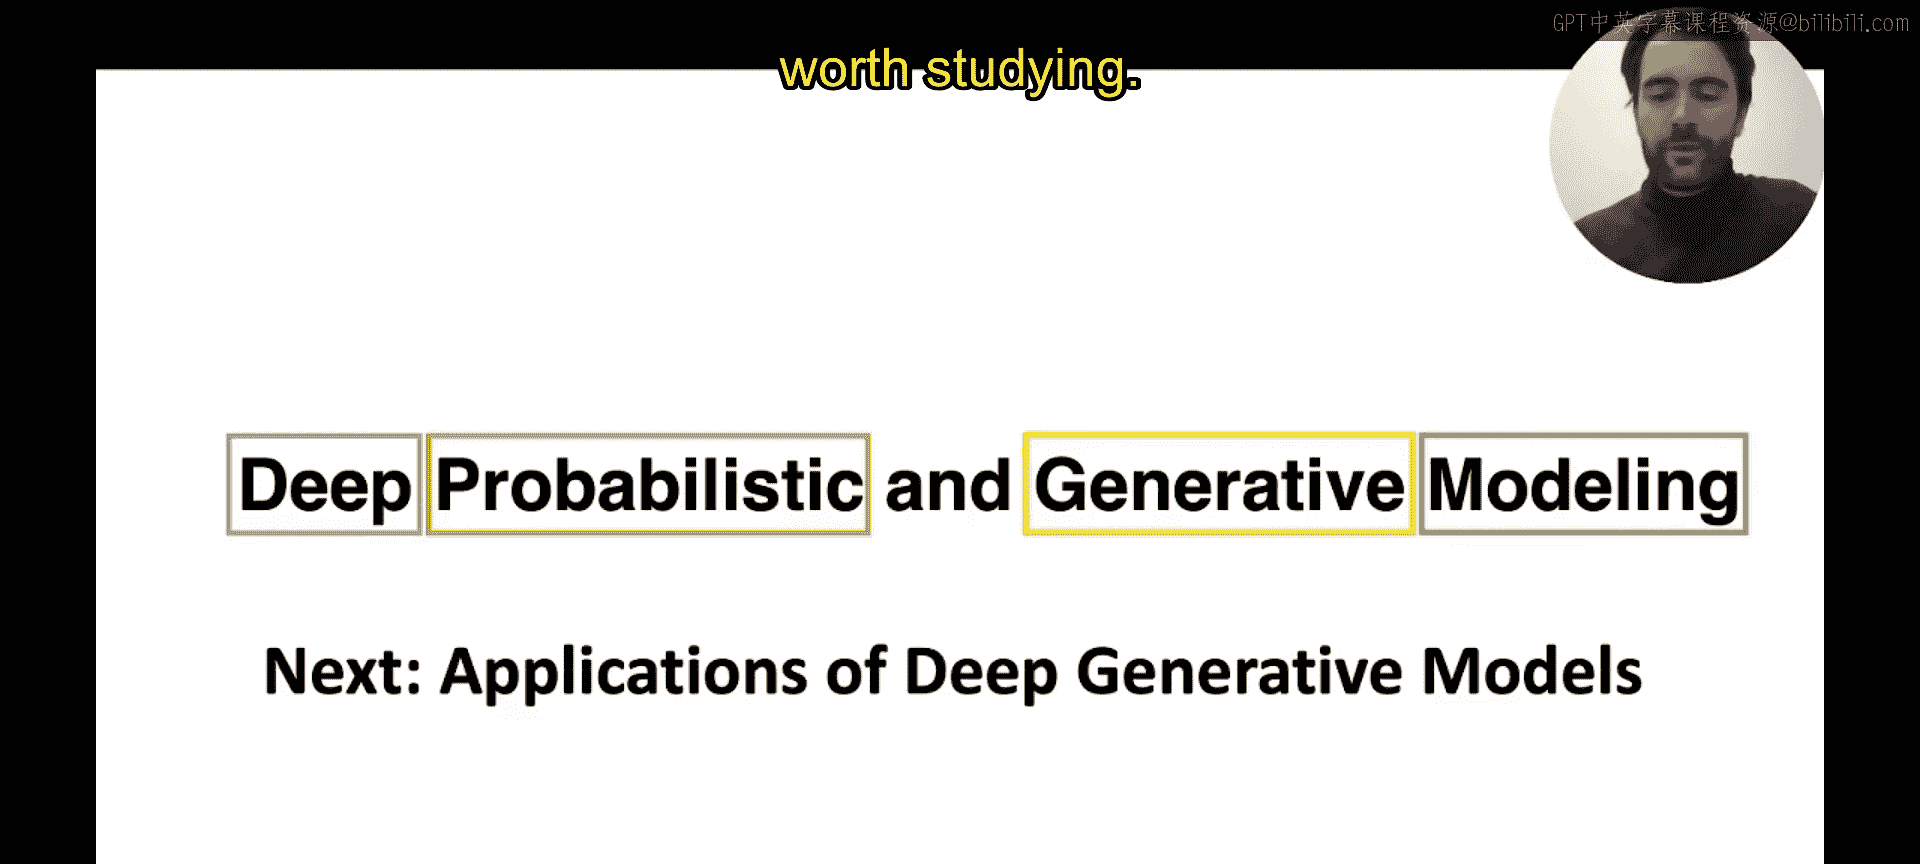 GPT中英字幕课程资源@bilibili.com
worth studying.
Deep Probabilistic and Generative Modeling
Next: Applications of Deep Generative Models